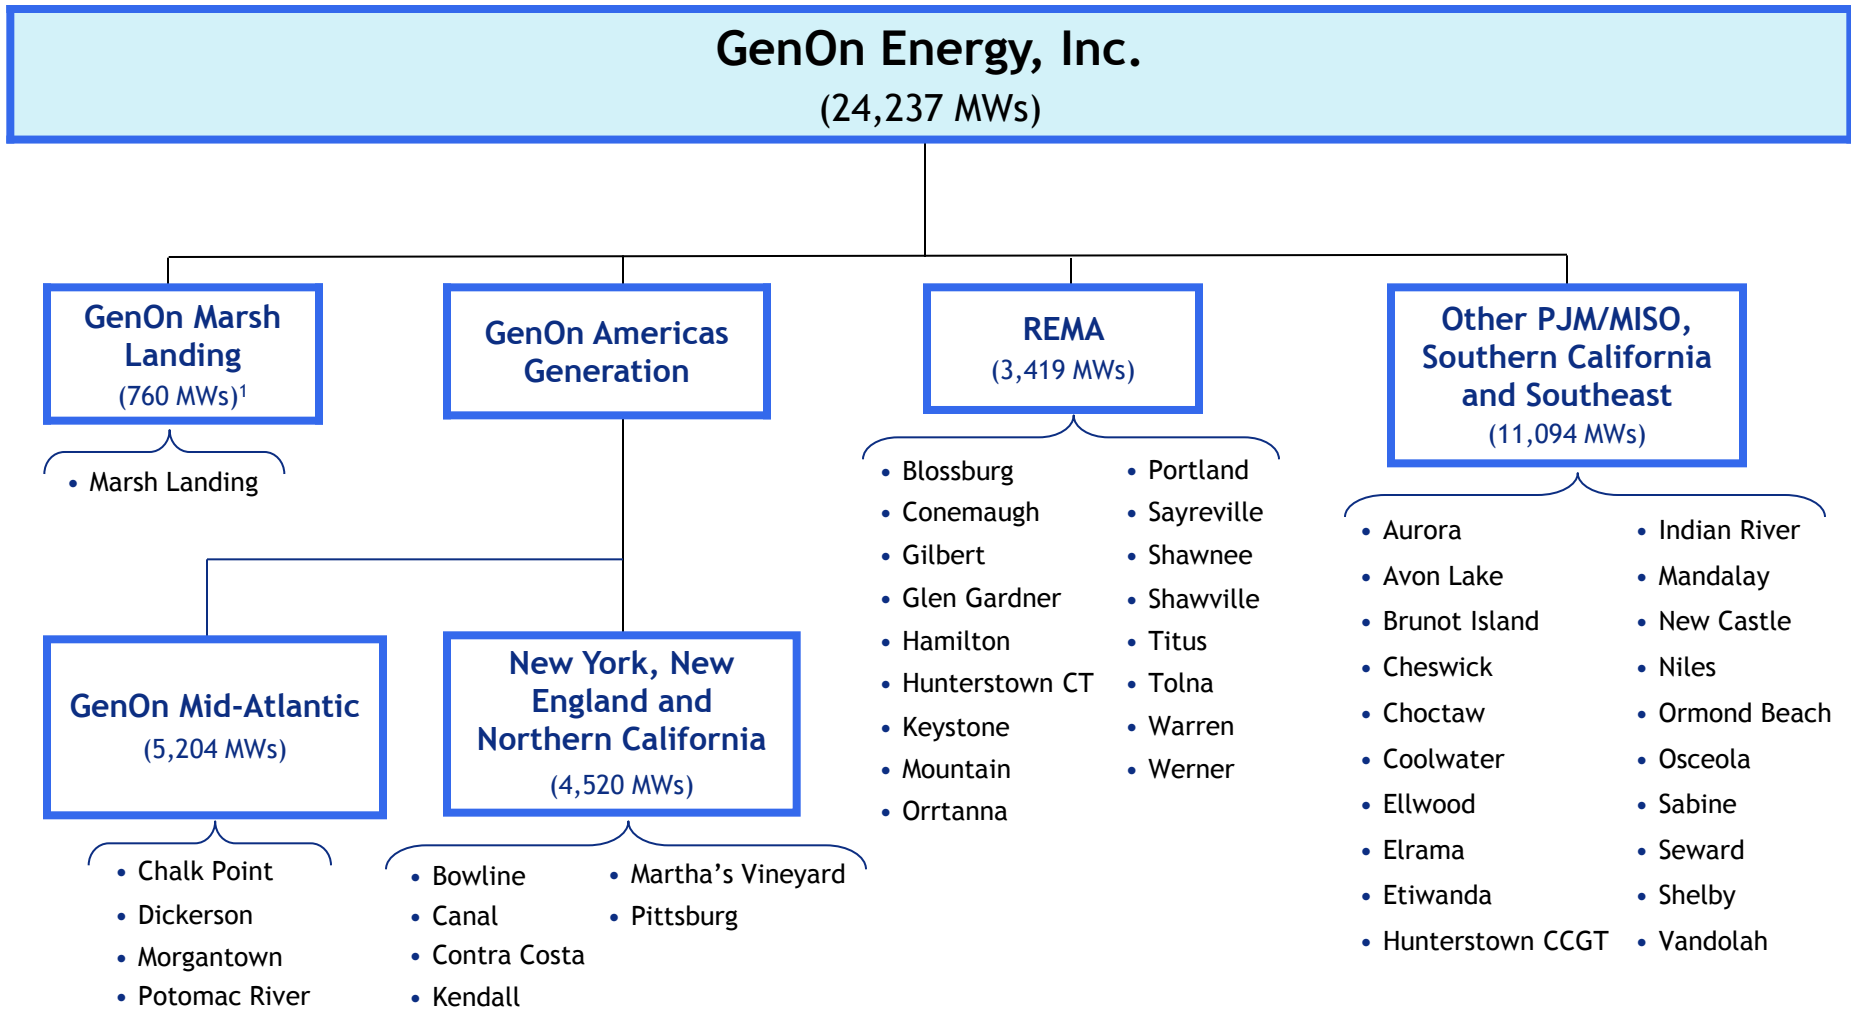 GenOn Energy, Inc.
(24,237 MWs)
GenOn Marsh
Landing
(760 MWs)¹
• Marsh Landing
GenOn Americas
Generation
REMA
(3,419 MWs)
• Blossburg
• Conemaugh
• Gilbert
• Glen Gardner
• Hamilton
• Hunterstown CT
• Keystone
• Mountain
• Orrtanna
• Portland
• Sayreville
• Shawnee
• Shawville
• Titus
• Tolna
• Warren
• Werner
Other PJM/MISO,
Southern California
and Southeast
(11,094 MWs)
• Aurora
• Avon Lake
• Brunot Island
• Cheswick
• Choctaw
• Coolwater
• Ellwood
• Elrama
• Etiwanda
• Hunterstown CCGT
• Indian River
• Mandalay
• New Castle
• Niles
• Ormond Beach
• Osceola
• Sabine
• Seward
• Shelby
• Vandolah
GenOn Mid-Atlantic
(5,204 MWs)
• Chalk Point
• Dickerson
• Morgantown
• Potomac River
New York, New
England and
Northern California
(4,520 MWs)
• Bowline
• Canal
• Contra Costa
• Kendall
• Martha’s Vineyard
• Pittsburg